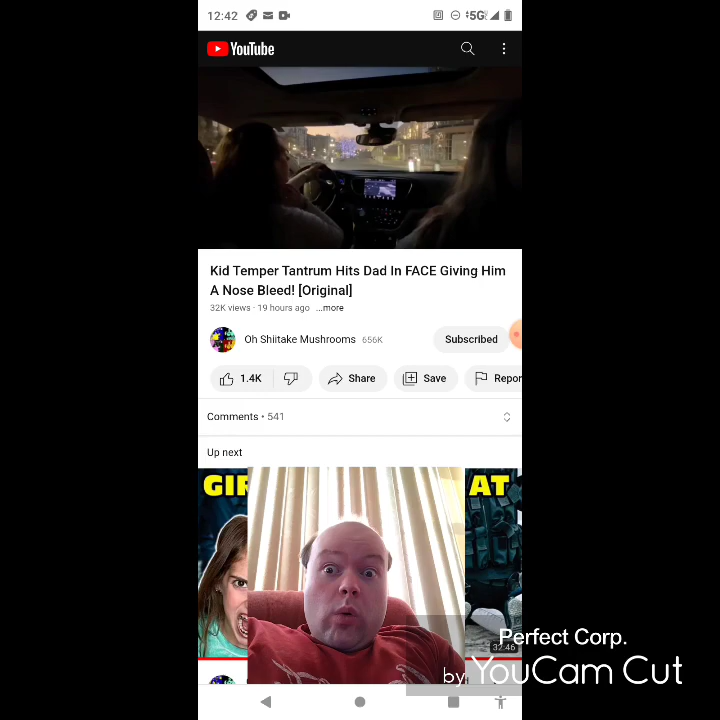 12:42
5G
YouTube
Kid Temper Tantrum Hits Dad In FACE Giving Him
A Nose Bleed! [Original]
32K views · 19 hours ago ...more
Oh Shiitake Mushrooms 656K
Subscribed
1.4K
Share
Save
Repor
Comments • 541
Up next
GIR
AT
32:46
Perfect Corp.
by YouCam Cut